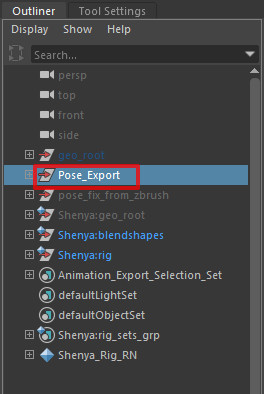 Outliner
Tool Settings
Display Show Help
Search...
persp
top
front
side
geo_root
Pose_Export
pose_fix_from_zbrush
Shenya:geo_root
Shenya:blendshapes
Shenya:rig
Animation_Export_Selection_Set
defaultLightSet
defaultObjectSet
Shenya:rig_sets_grp
Shenya_Rig_RN